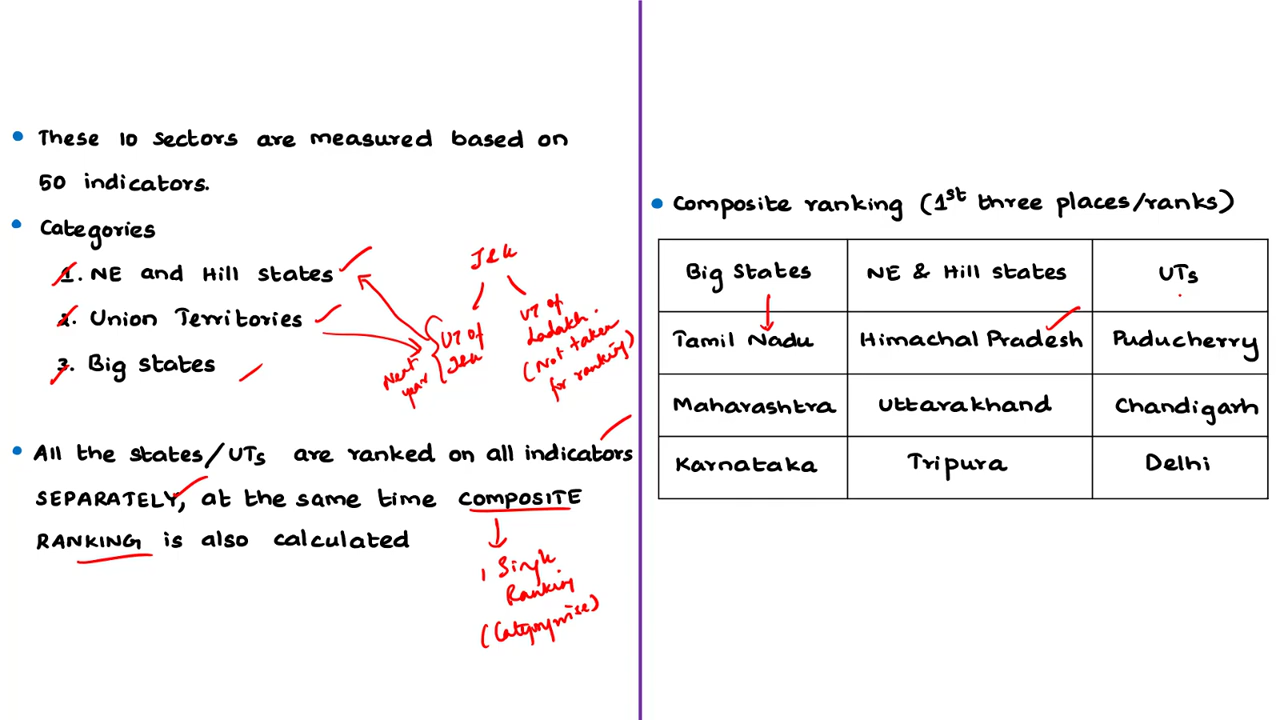 • These 10 sectors are measured based on
50 indicators.
• Categories
1. NE and Hill states
2. Union Territories
3. Big states
J&K
UT of
J&K
Next
year
UT of
Ladakh.
(Not taken
for ranking)
• All the states/UTs are ranked on all indicators
SEPARATELY, at the same time COMPOSITE
RANKING is also calculated
1 Single
Ranking
(Categorywise)
• Composite ranking (1st three places/ranks)
Big States NE & Hill states UTs
Tamil Nadu Himachal Pradesh Puducherry
Maharashtra Uttarakhand Chandigarh
Karnataka Tripura Delhi